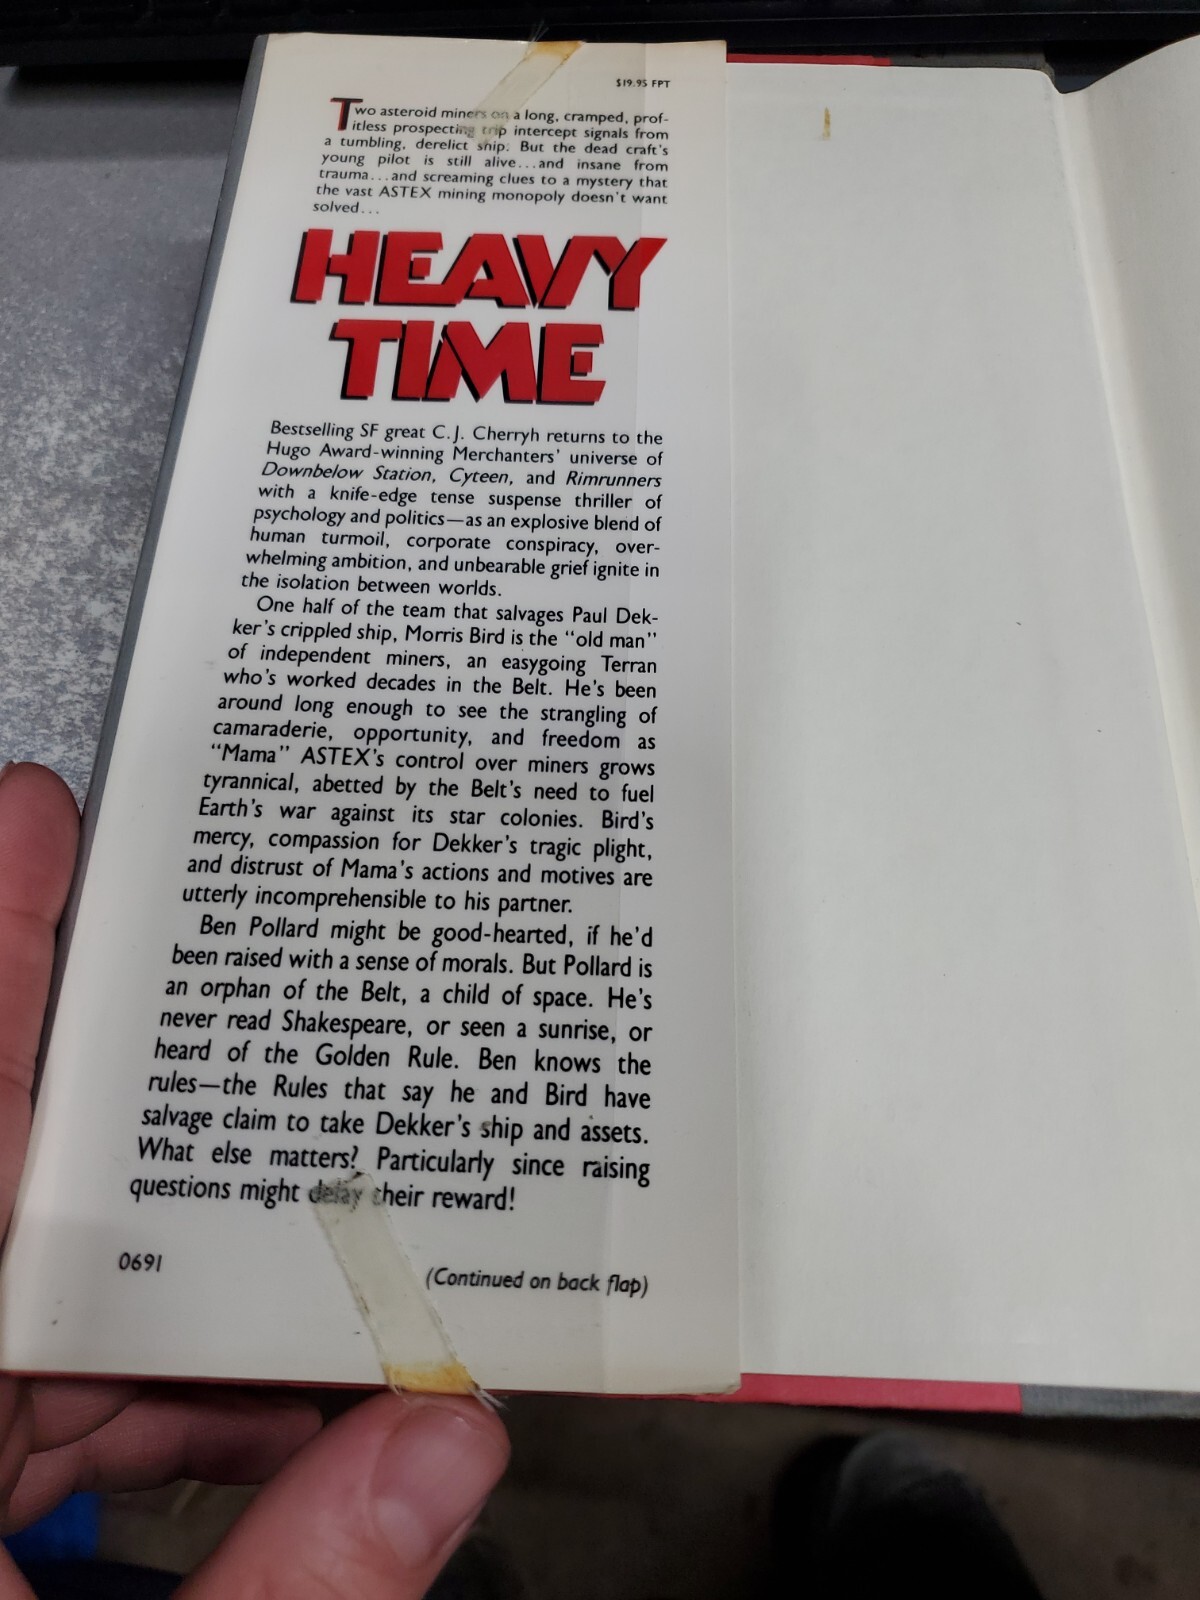 $19.95 FPT
Two asteroid miners on a long, cramped, prof-
itless prospecting trip intercept signals from
a tumbling, derelict ship. But the dead craft's
young pilot is still alive...and insane from
trauma...and screaming clues to a mystery that
the vast ASTEX mining monopoly doesn't want
solved...
HEAVY
TIME
Bestselling SF great C.J. Cherryh returns to the
Hugo Award-winning Merchanters' universe of
Downbelow Station, Cyteen, and Rimrunners
with a knife-edge tense suspense thriller of
psychology and politics—as an explosive blend of
human turmoil, corporate conspiracy, over-
whelming ambition, and unbearable grief ignite in
the isolation between worlds.
One half of the team that salvages Paul Dek-
ker's crippled ship, Morris Bird is the "old man"
of independent miners, an easygoing Terran
who's worked decades in the Belt. He's been
around long enough to see the strangling of
camaraderie, opportunity, and freedom as
"Mama" ASTEX's control over miners grows
tyrannical, abetted by the Belt's need to fuel
Earth's war against its star colonies. Bird's
mercy, compassion for Dekker's tragic plight,
and distrust of Mama's actions and motives are
utterly incomprehensible to his partner.
Ben Pollard might be good-hearted, if he'd
been raised with a sense of morals. But Pollard is
an orphan of the Belt, a child of space. He's
never read Shakespeare, or seen a sunrise, or
heard of the Golden Rule. Ben knows the
rules—the Rules that say he and Bird have
salvage claim to take Dekker's ship and assets.
What else matters? Particularly since raising
questions might delay their reward!
0691
(Continued on back flap)